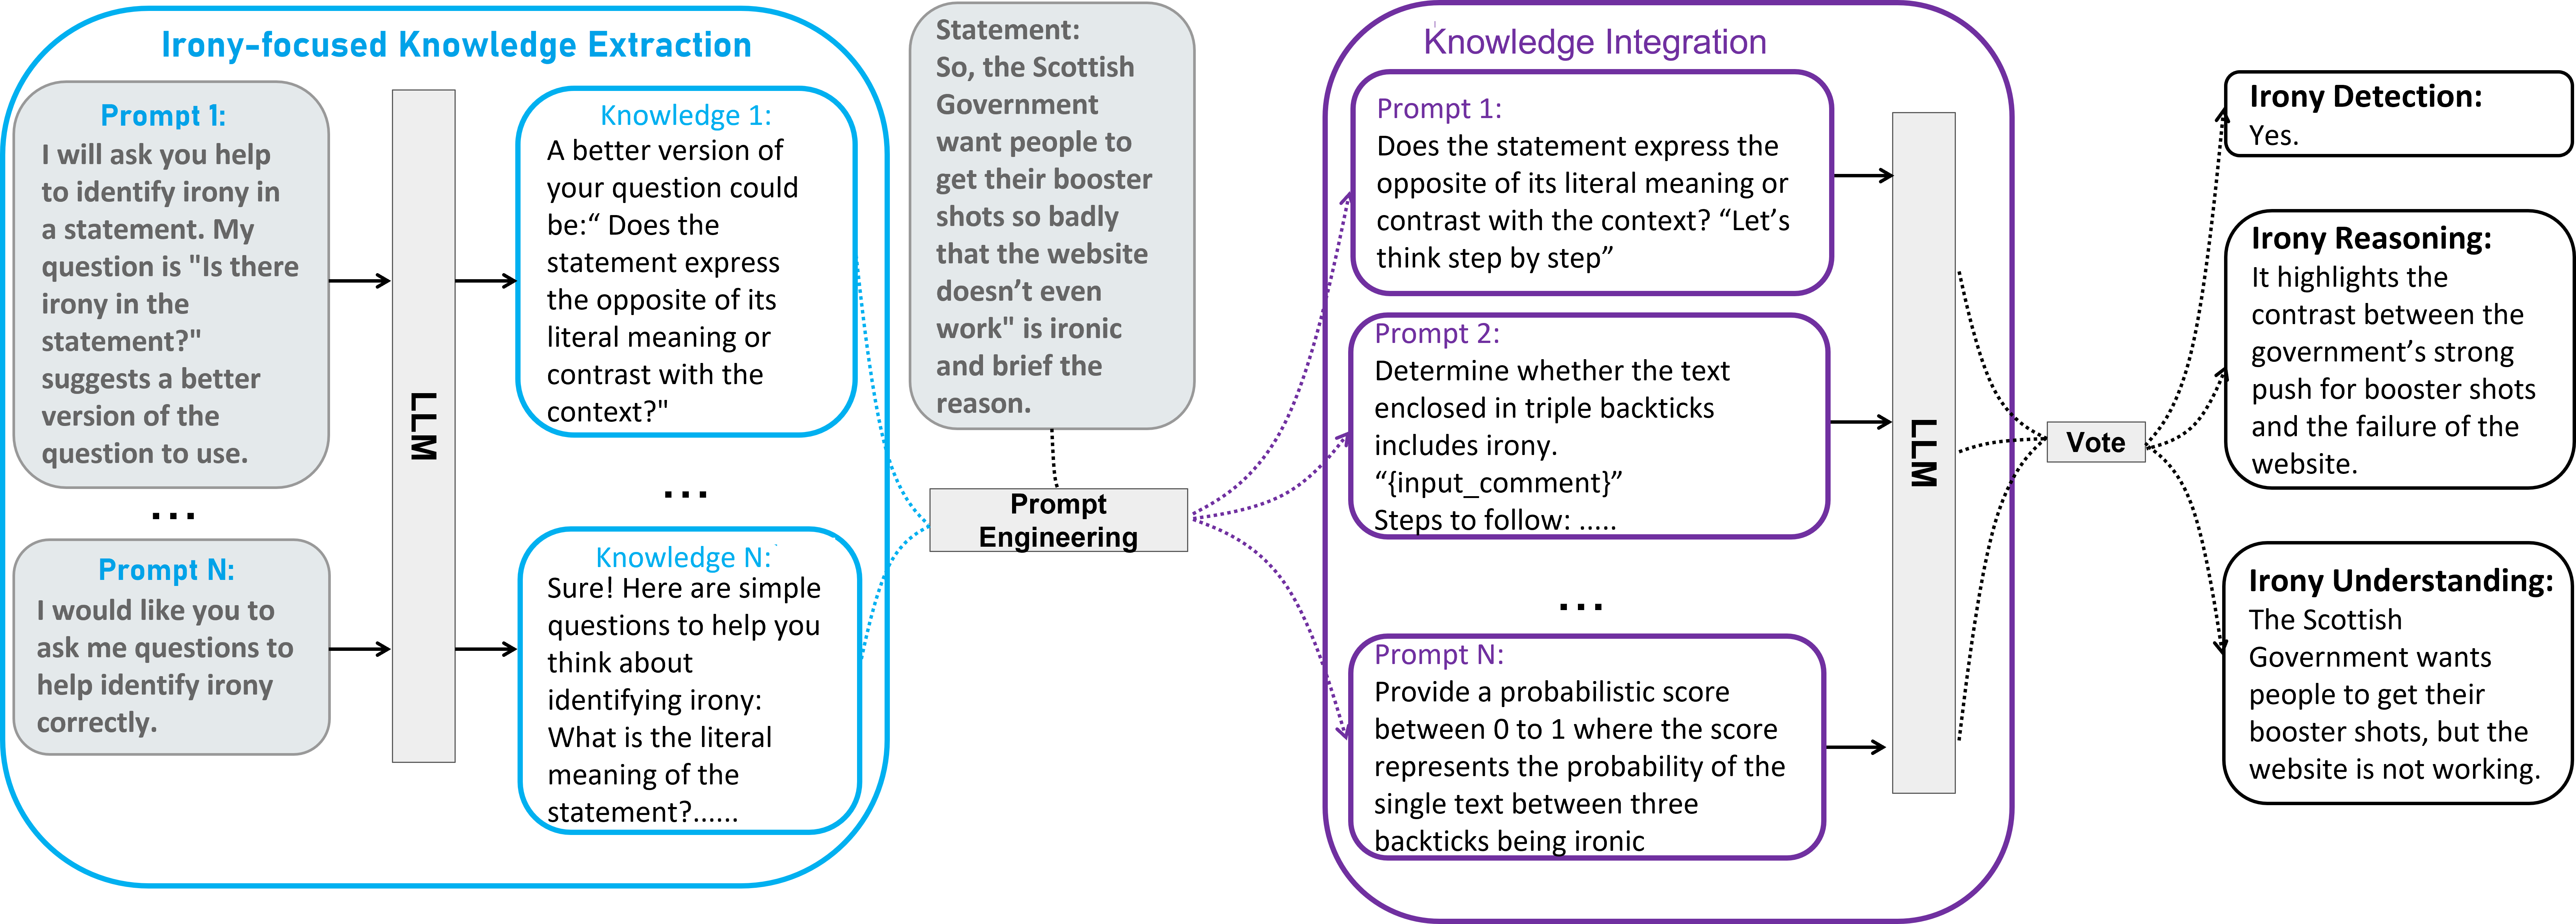 Irony-focused Knowledge Extraction
Prompt 1:
I will ask you help
to identify irony in
a statement. My
question is "Is there
irony in the
statement?"
suggests a better
version of the
question to use.
...
Prompt N:
I would like you to
ask me questions to
help identify irony
correctly.
LLM
Knowledge 1:
A better version of
your question could
be:“ Does the
statement express
the opposite of its
literal meaning or
contrast with the
context?"
...
Knowledge N:
Sure! Here are simple
questions to help you
think about
identifying irony:
What is the literal
meaning of the
statement?......
Statement:
So, the Scottish
Government
want people to
get their booster
shots so badly
that the website
doesn’t even
work" is ironic
and brief the
reason.
Prompt
Engineering
Knowledge Integration
Prompt 1:
Does the statement express the
opposite of its literal meaning or
contrast with the context? “Let’s
think step by step”
Prompt 2:
Determine whether the text
enclosed in triple backticks
includes irony.
“{input_comment}”
Steps to follow: .....
...
Prompt N:
Provide a probabilistic score
between 0 to 1 where the score
represents the probability of the
single text between three
backticks being ironic
LLM
Vote
Irony Detection:
Yes.
Irony Reasoning:
It highlights the
contrast between the
government’s strong
push for booster shots
and the failure of the
website.
Irony Understanding:
The Scottish
Government wants
people to get their
booster shots, but the
website is not working.